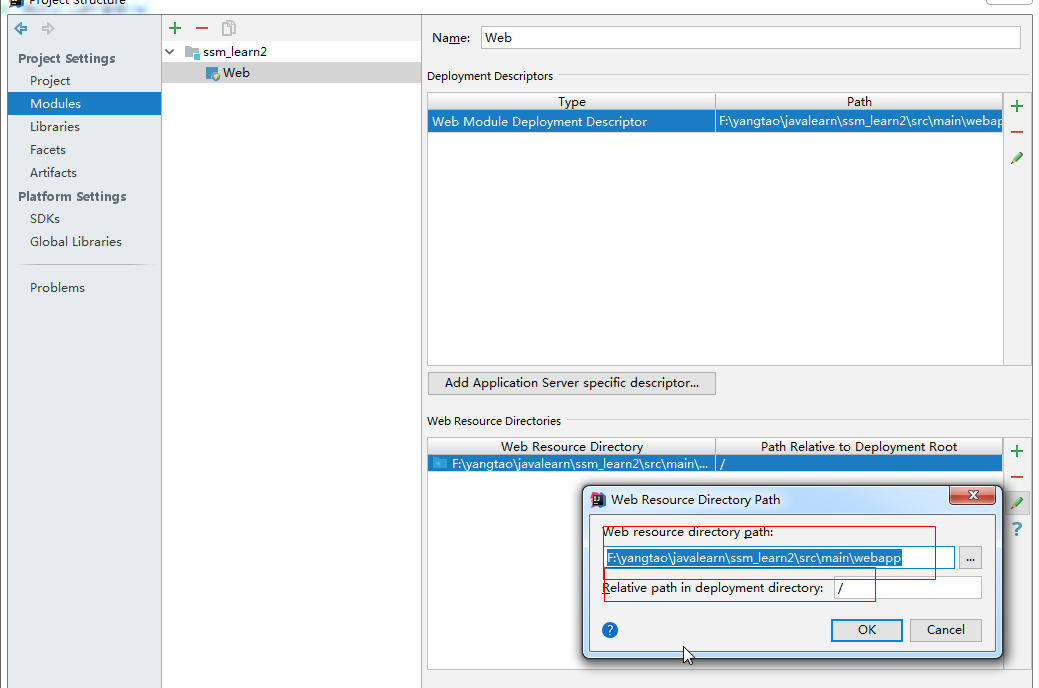 Project Structure
Project Settings
Project
Modules
Libraries
Facets
Artifacts
Platform Settings
SDKs
Global Libraries
Problems
ssm_learn2
Web
Name: Web
Deployment Descriptors
Type Path
Web Module Deployment Descriptor F:\yangtao\javalearn\ssm_learn2\src\main\webap
Add Application Server specific descriptor...
Web Resource Directories
Web Resource Directory Path Relative to Deployment Root
F:\yangtao\javalearn\ssm_learn2\src\main\... /
Web Resource Directory Path
Web resource directory path:
F:\yangtao\javalearn\ssm_learn2\src\main\webapp ...
Relative path in deployment directory: /
OK Cancel